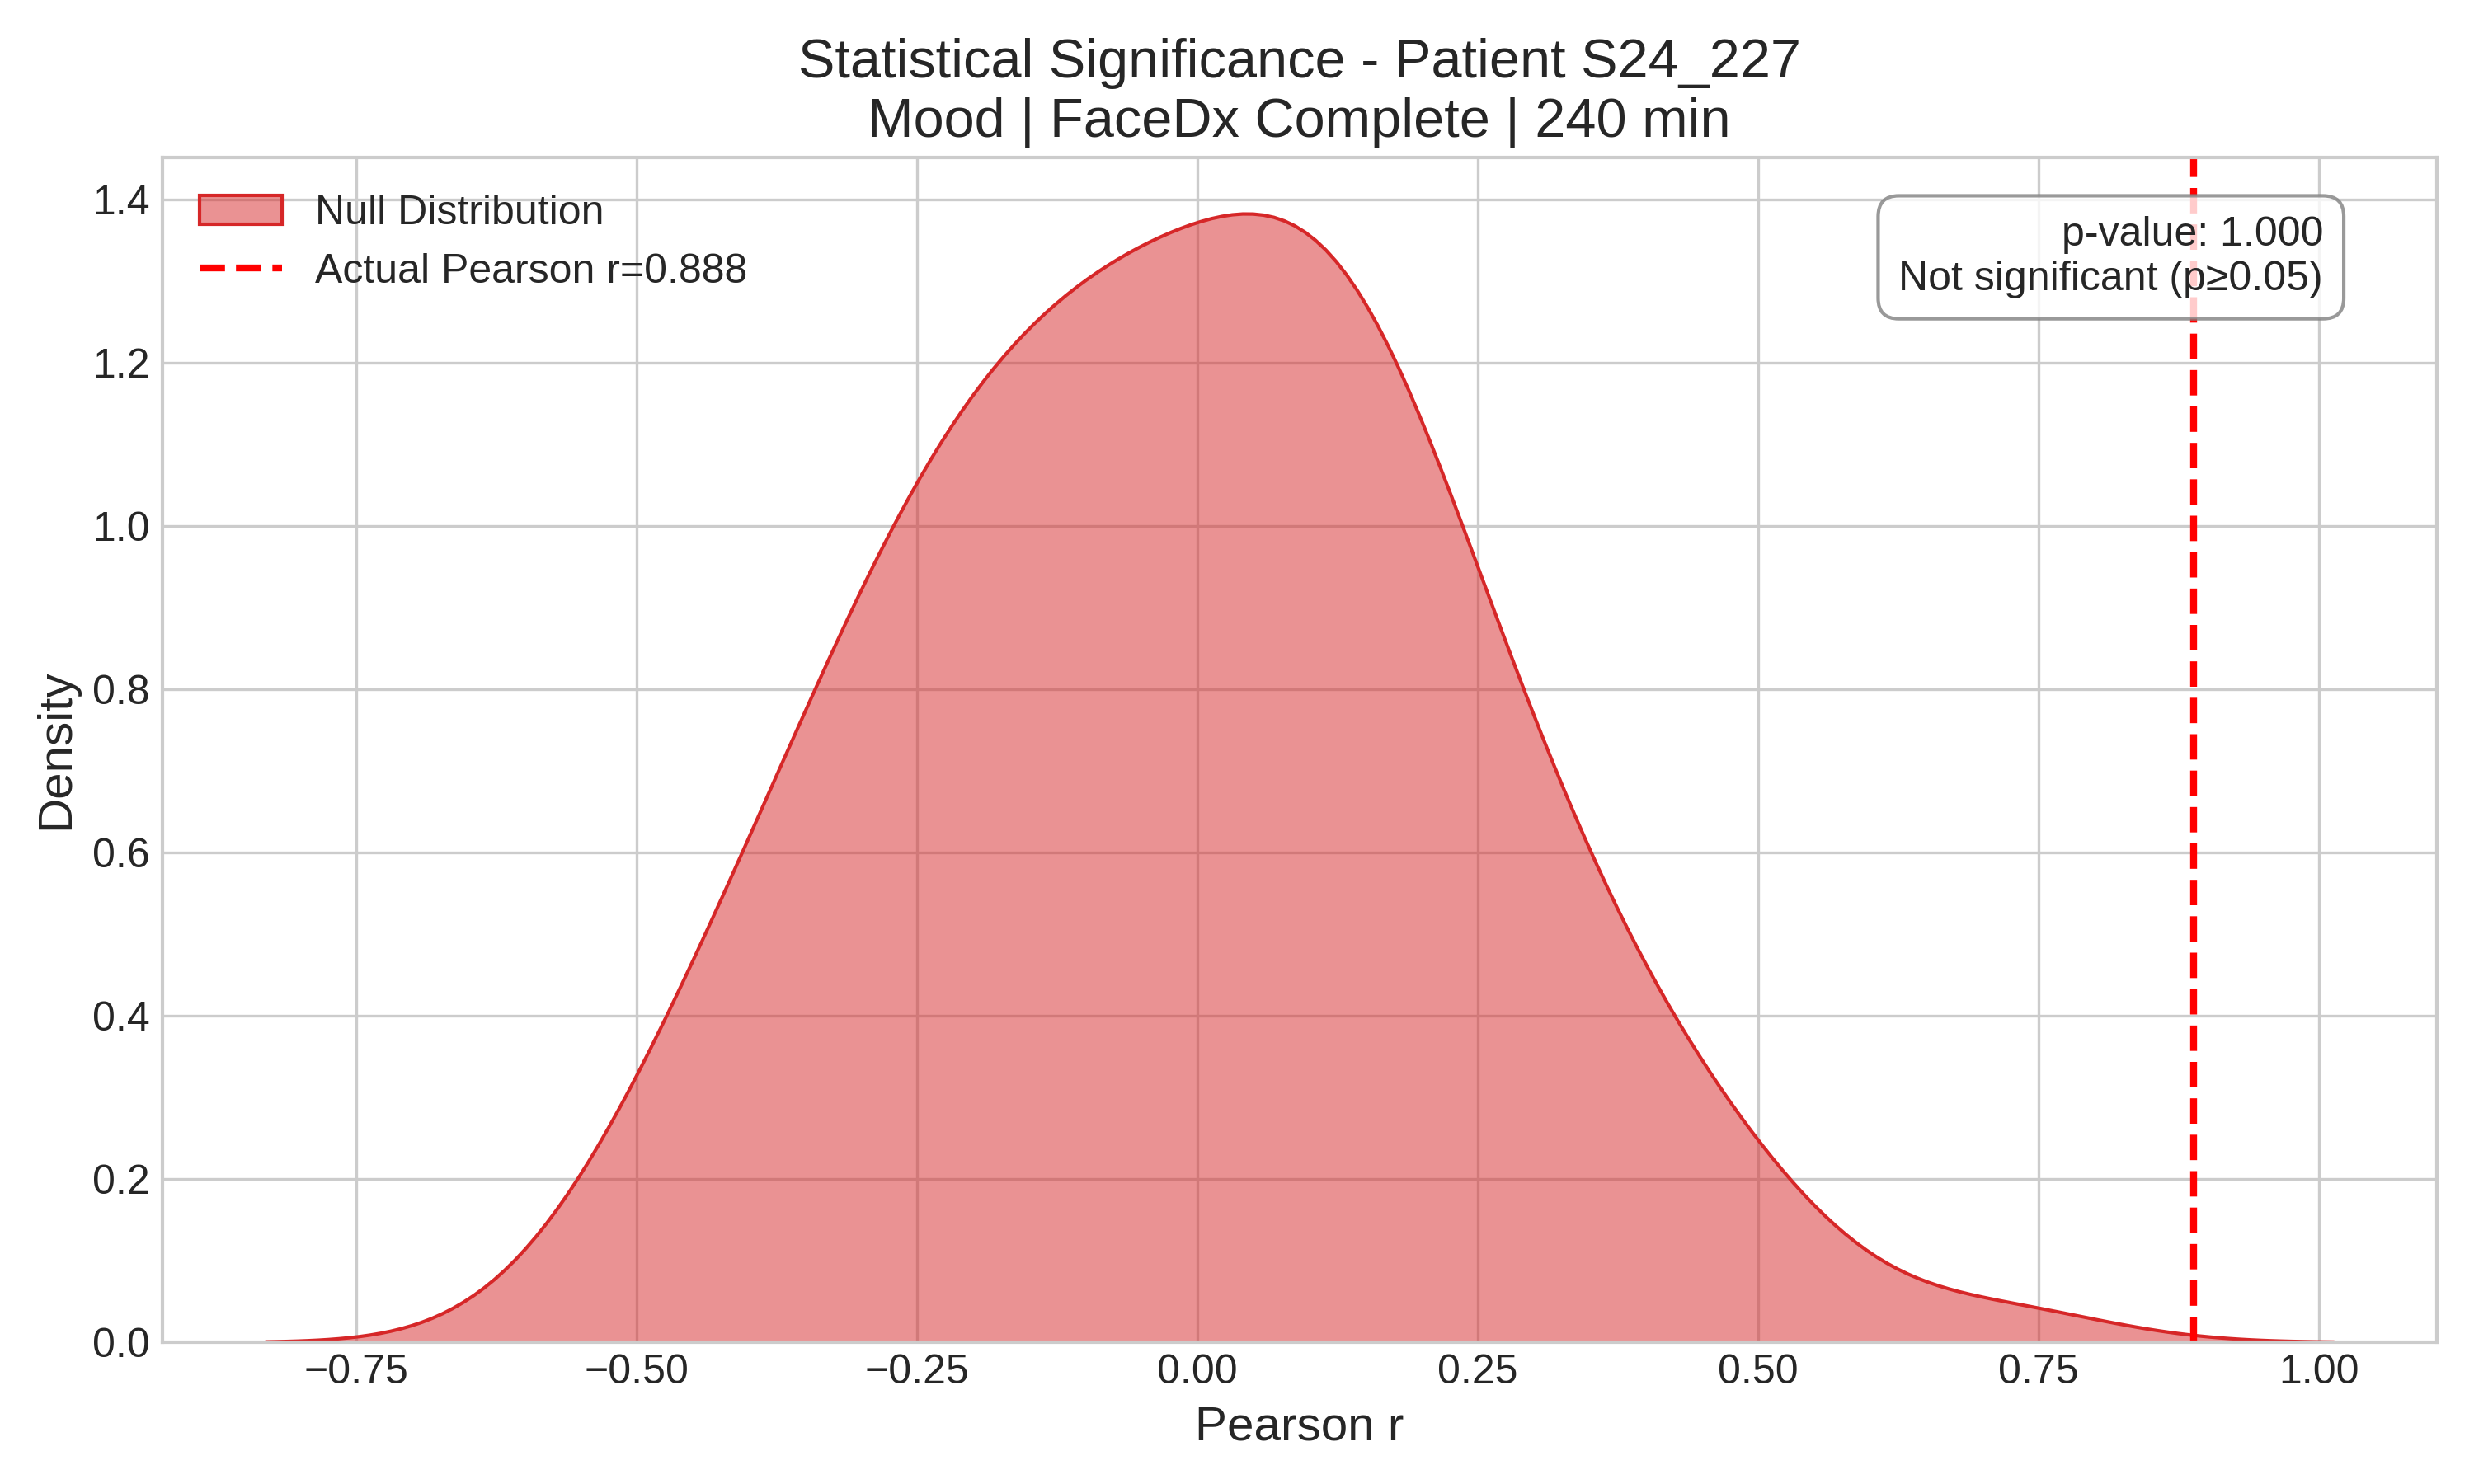 Statistical Significance - Patient S24_227
Mood | FaceDx Complete | 240 min
Null Distribution
Actual Pearson r=0.888
p-value: 1.000
Not significant (p≥0.05)
Density
1.4
1.2
1.0
0.8
0.6
0.4
0.2
0.0
−0.75 −0.50 −0.25 0.00 0.25 0.50 0.75 1.00
Pearson r